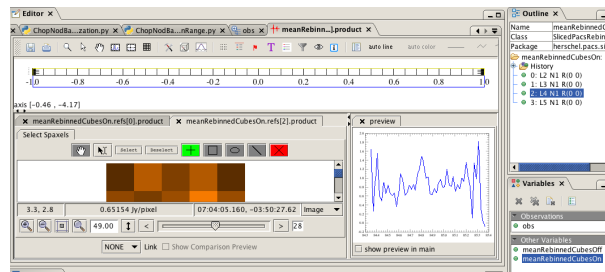 Editor ×
ChopNodBa...zation.py × ChopNodB...nRange.py × obs × meanRebinn...].product ×
auto line auto color
-1.0 -0.8 -0.6 -0.4 -0.2 0.0 0.2 0.4 0.6 0.8 1.0
axis [-0.46 , -4.17]
× meanRebinnedCubesOn.refs[0].product × meanRebinnedCubesOn.refs[2].product ×
Select Spaxels
Select Deselect
3.3, 2.8 0.65154 Jy/pixel 07:04:05.160, -03:50:27.62 Image
49.00 < > 28
NONE Link Show Comparison Preview
× preview
show preview in main
Outline ×
Name meanRebinnedC
Class SlicedPacsRebin
Package herschel.pacs.si
meanRebinnedCubesOn:
History
0: L2 N1 R(0 0)
1: L3 N1 R(0 0)
2: L4 N1 R(0 0)
3: L5 N1 R(0 0)
Variables ×
Observations
obs
Other Variables
meanRebinnedCubesOff
meanRebinnedCubesOn